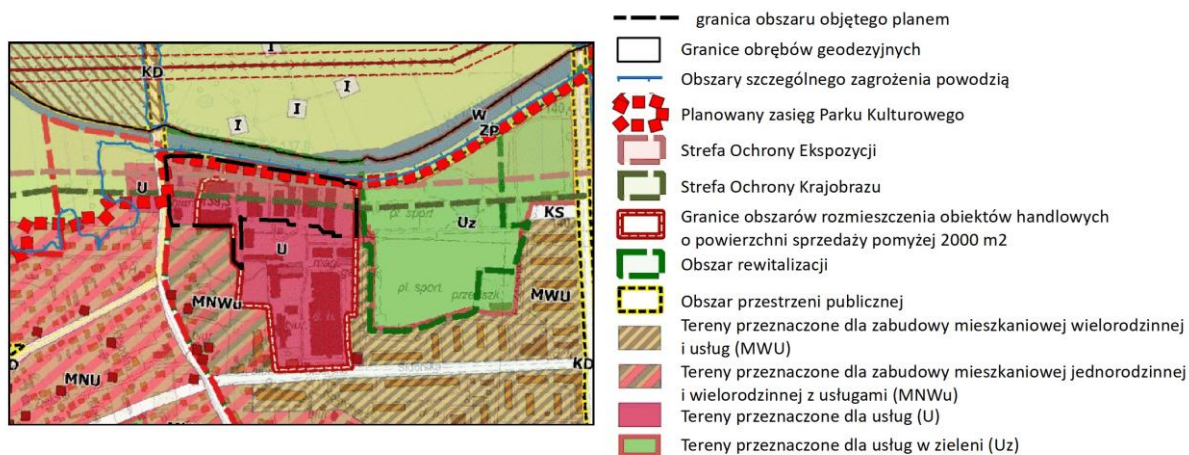 KD
I
I
I
I
W
ZP
U
pl. sport
Uz
KS
U
MNWU
pl. sport
MWU
MNU
KD
granica obszaru objętego planem
Granice obrębów geodezyjnych
Obszary szczególnego zagrożenia powodzią
Planowany zasięg Parku Kulturowego
Strefa Ochrony Ekspozycji
Strefa Ochrony Krajobrazu
Granice obszarów rozmieszczenia obiektów handlowych
o powierzchni sprzedaży pomyżej 2000 m2
Obszar rewitalizacji
Obszar przestrzeni publicznej
Tereny przeznaczone dla zabudowy mieszkaniowej wielorodzinnej
i usług (MWU)
Tereny przeznaczone dla zabudowy mieszkaniowej jednorodzinnej
i wielorodzinnej z usługami (MNWu)
Tereny przeznaczone dla usług (U)
Tereny przeznaczone dla usług w zieleni (Uz)